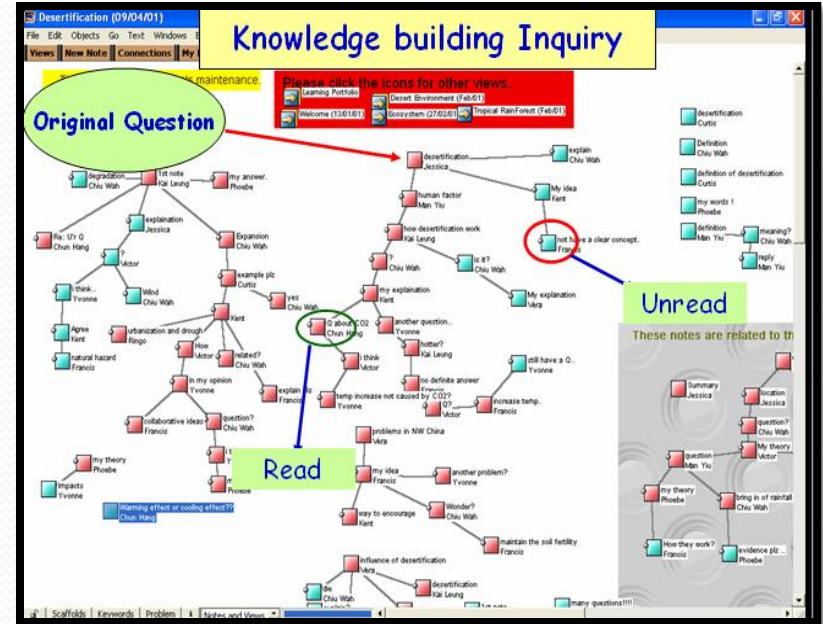 Desertification (09/04/01)
File Edit Objects Go Text Windows
Views New Note Connections
Knowledge building Inquiry
maintenance.
Please click the icons for other views.
Learning Portfolio
Desert Environment (Feb/01)
Welcome (13/01/01)
Ecosystem (27/02/01
Tropical RainForest (Feb/01)
Original Question
desertification
Jessica
explain
Chiu Wah
desertification
Curtis
Definition
Chiu Wah
definition of desertification
Curtis
my words !
Phoebe
definition
Man Yiu
meaning?
Chiu Wah
reply
Man Yiu
degradation
Chiu Wah
1st note
Kai Leung
my answer.
Phoebe
My idea
Kent
human factor
Man Yiu
explaination
Jessica
how desertification work
Kai Leung
not have a clear concept.
Francis
Re: U'r Q
Chun Hang
?
Victor
Expansion
Chiu Wah
?
Chiu Wah
is it?
Chiu Wah
example plz
Curtis
i think...
Yvonne
Wind
Chiu Wah
yes
Chiu Wah
my explaination
Kent
My explanation
Yvonne
Unread
Kent
Agree
Kent
urbanization and drough
Ringo
Q about CO2
Chun Hang
another question..
Yvonne
These notes are related to th
How
Victor
related?
Chiu Wah
i think
Victor
hotter?
Kai Leung
still have a Q..
Yvonne
natural hazard
Francis
in my opinion
Yvonne
explain plz
Francis
no definite answer
Francis
Summary
Jessica
location
Jessica
temp increase not caused by CO2?
Yvonne
Q?
Victor
increase temp.
Francis
collaborative ideas
Francis
question?
Chiu Wah
question?
Chiu Wah
problems in NW China
Vera
My theory
Victor
question
Man Yiu
my theory
Phoebe
Read
my idea
Francis
another problem?
Yvonne
Impacts
Yvonne
Phoebe
my theory
Phoebe
bring in of rainfal
Chiu Wah
Warming effect or cooling effect??
Chun Hang
way to encourage
Kent
Wonder?
Chiu Wah
maintain the soil fertility
Francis
How they work?
Francis
evidence plz ..
Phoebe
influence of desertification
Vera
die
Chiu Wah
desertification
Kai Leung
1st note
many questions!!!!
Scaffolds Keywords Problem i Notes and Views